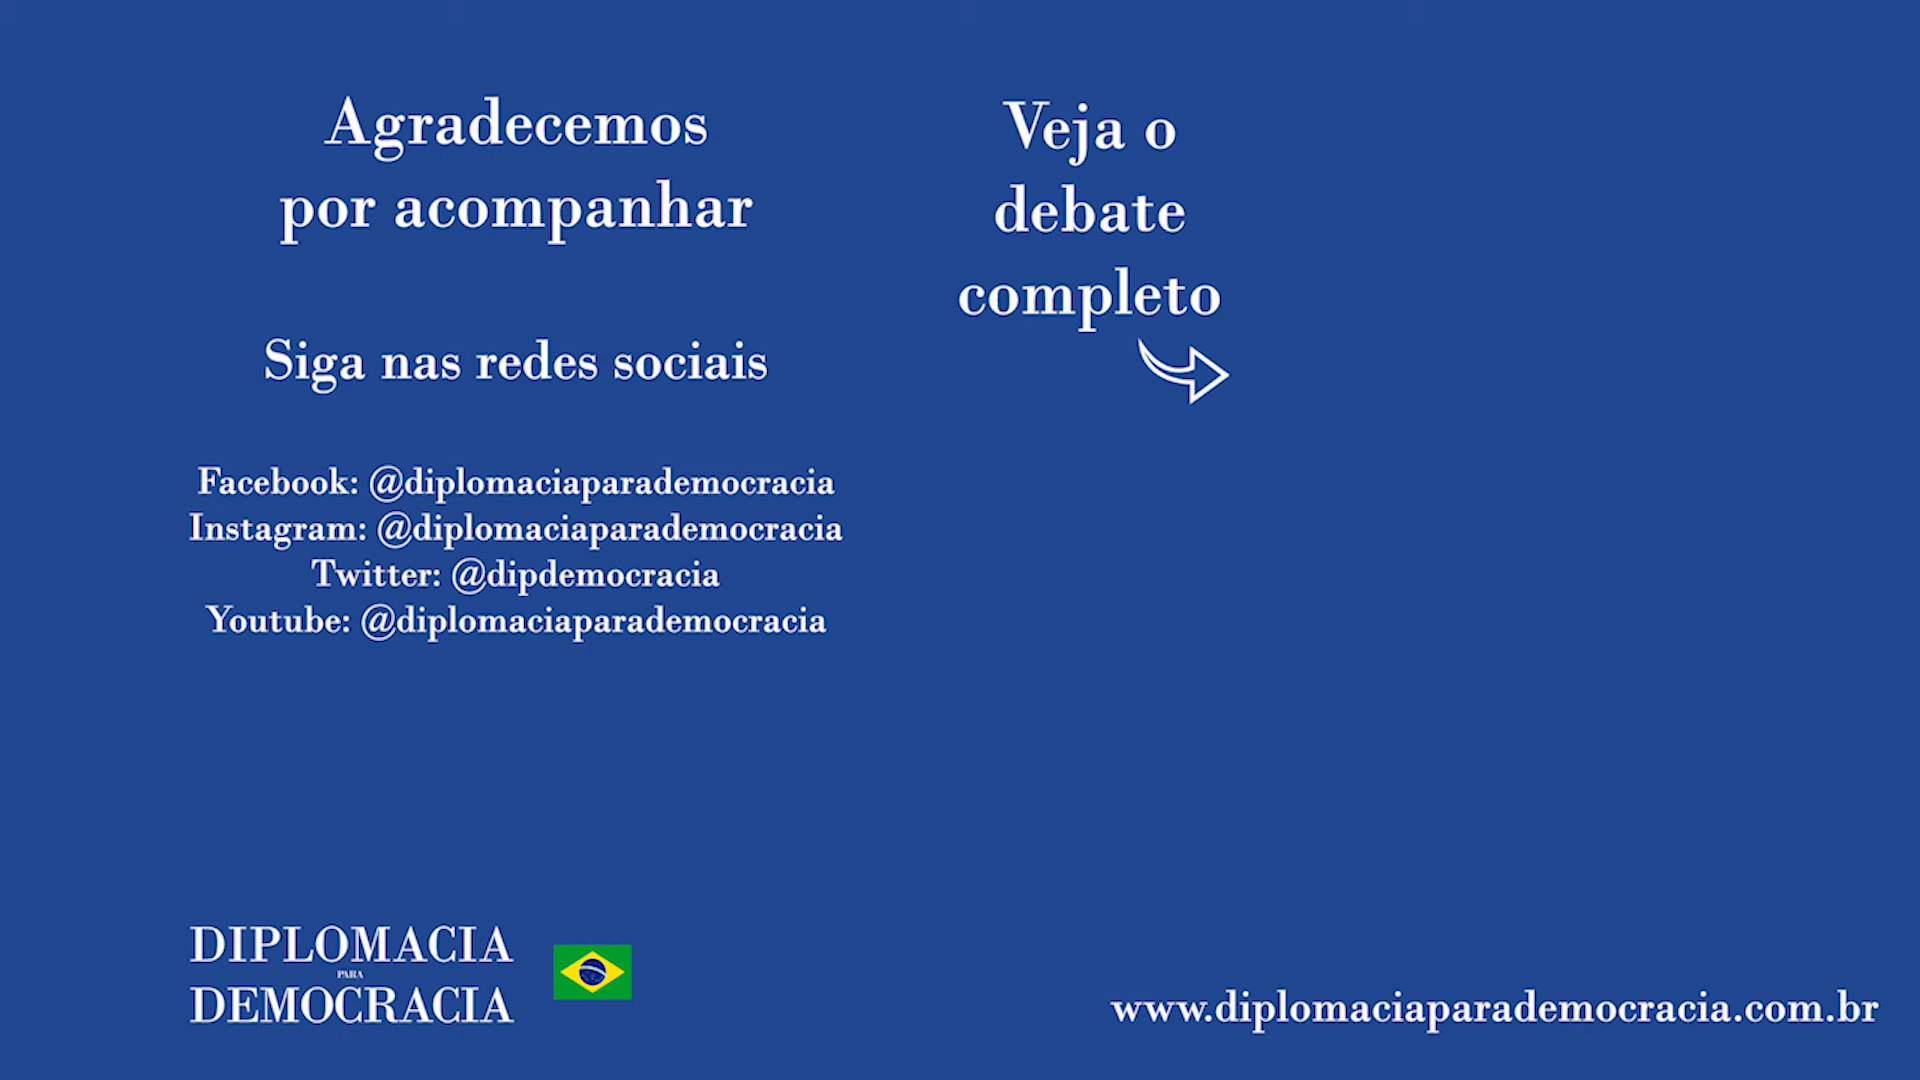 Agradecemos
por acompanhar
Siga nas redes sociais
Facebook: @diplomaciaparademocracia
Instagram: @diplomaciaparademocracia
Twitter: @dipdemocracia
Youtube: @diplomaciaparademocracia
Veja o
debate
completo
DIPLOMACIA
PARA
DEMOCRACIA
www.diplomaciaparademocracia.com.br